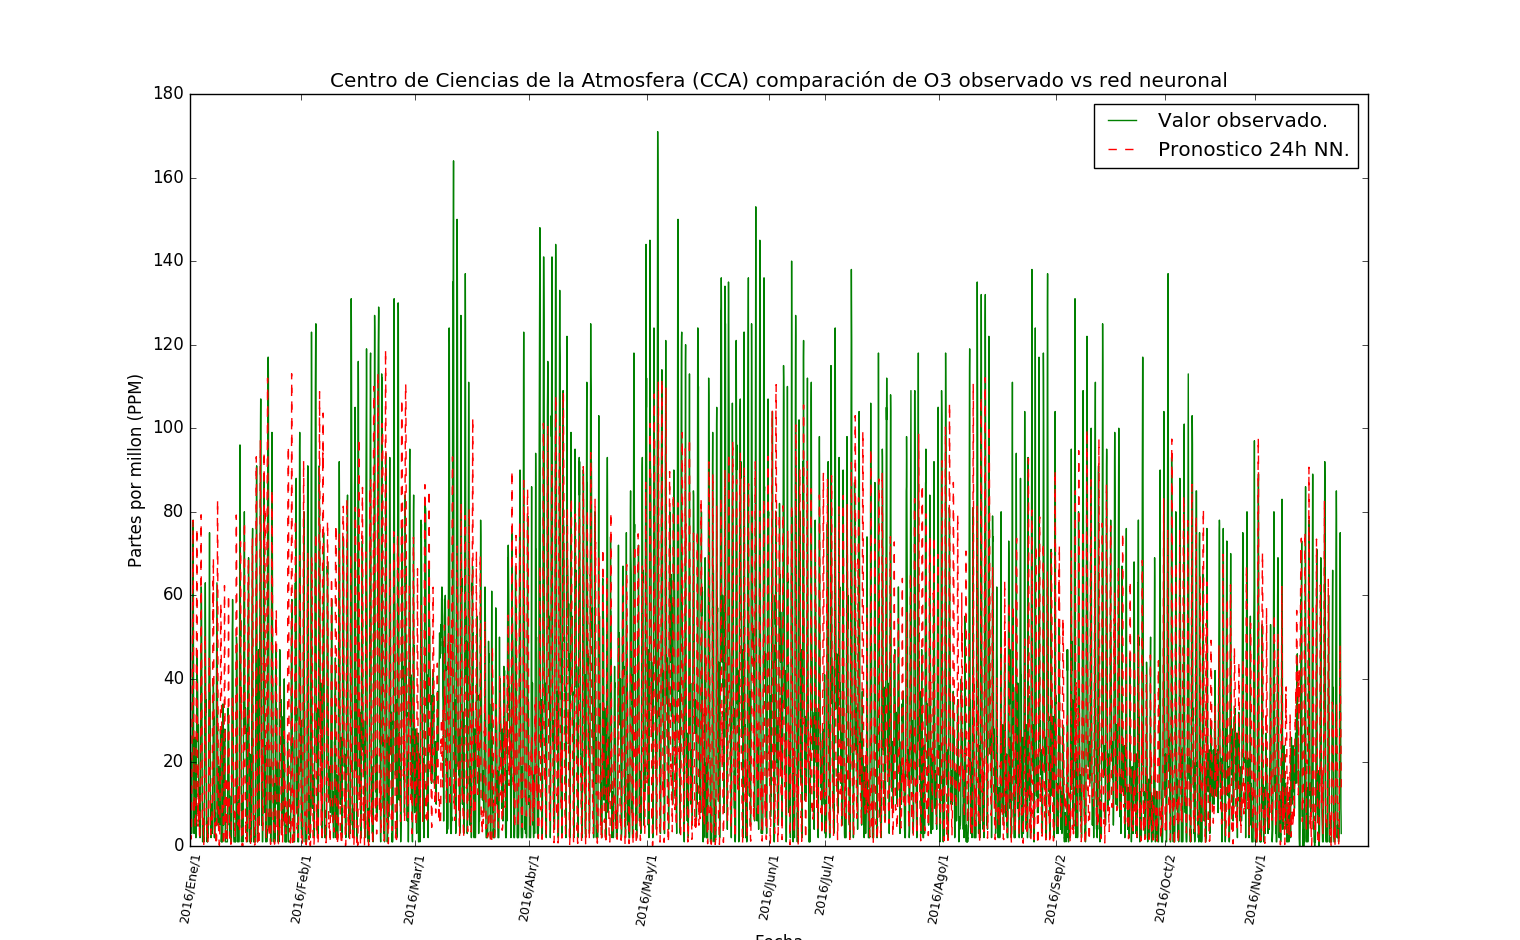 Centro de Ciencias de la Atmosfera (CCA) comparación de O3 observado vs red neuronal
Valor observado.
Pronostico 24h NN.
Partes por millon (PPM)
180
160
140
120
100
80
60
40
20
0
2016/Ene/1
2016/Feb/1
2016/Mar/1
2016/Abr/1
2016/May/1
2016/Jun/1
2016/Jul/1
2016/Ago/1
2016/Sep/2
2016/Oct/2
2016/Nov/1
Fecha